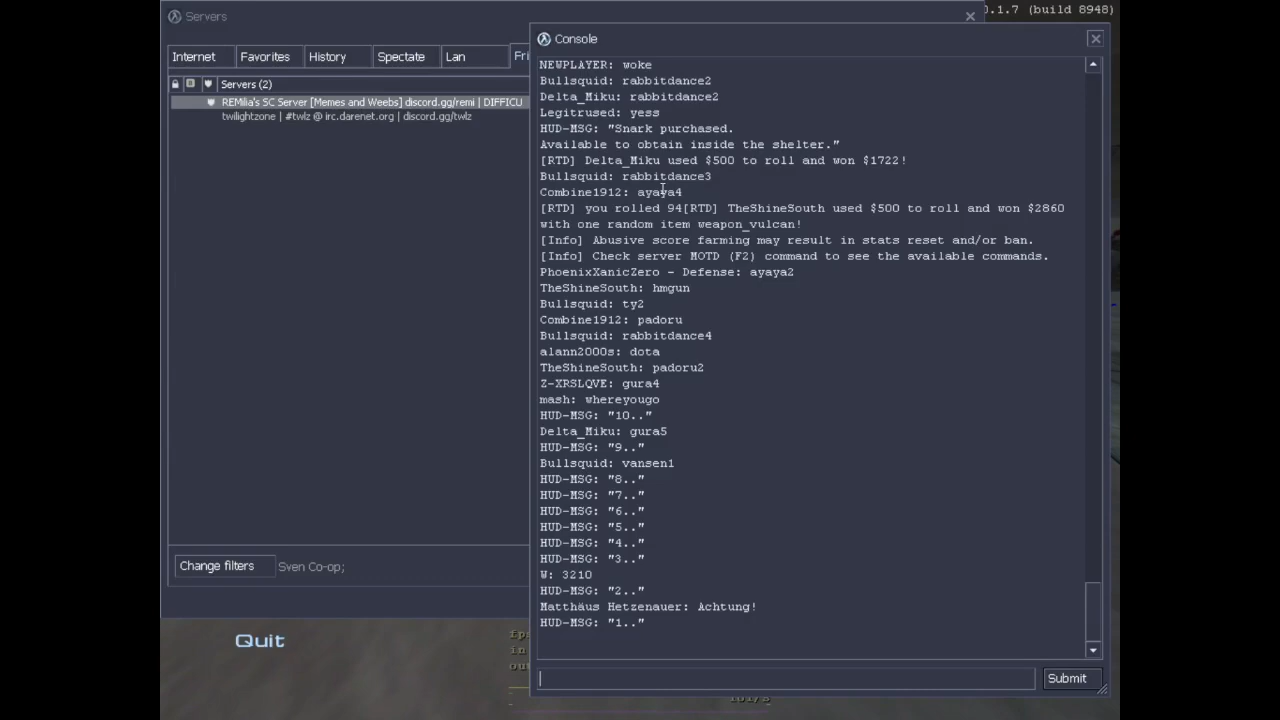 Servers
0.1.7 (build 8948)
Console
Internet
Favorites
History
Spectate
Lan
Fri
Servers (2)
REMilia's SC Server [Memes and Weebs] discord.gg/remi | DIFFICU
twilightzone | #twlz @ irc.darenet.org | discord.gg/twlz
Change filters
Sven Co-op;
Quit
NEWPLAYER: woke
Bullsquid: rabbitdance2
Delta_Miku: rabbitdance2
Legitrused: yess
HUD-MSG: "Snark purchased.
Available to obtain inside the shelter."
[RTD] Delta_Miku used $500 to roll and won $1722!
Bullsquid: rabbitdance3
Combine1912: ayaya4
[RTD] you rolled 94[RTD] TheShineSouth used $500 to roll and won $2860
with one random item weapon_vulcan!
[Info] Abusive score farming may result in stats reset and/or ban.
[Info] Check server MOTD (F2) command to see the available commands.
PhoenixXanicZero - Defense: ayaya2
TheShineSouth: hmgun
Bullsquid: ty2
Combine1912: padoru
Bullsquid: rabbitdance4
alann2000s: dota
TheShineSouth: padoru2
Z-XRSLQVE: gura4
mash: whereyougo
HUD-MSG: "10.."
Delta_Miku: gura5
HUD-MSG: "9.."
Bullsquid: vansen1
HUD-MSG: "8.."
HUD-MSG: "7.."
HUD-MSG: "6.."
HUD-MSG: "5.."
HUD-MSG: "4.."
HUD-MSG: "3.."
W: 3210
HUD-MSG: "2.."
Matthäus Hetzenauer: Achtung!
HUD-MSG: "1.."
Submit
fps
in
out